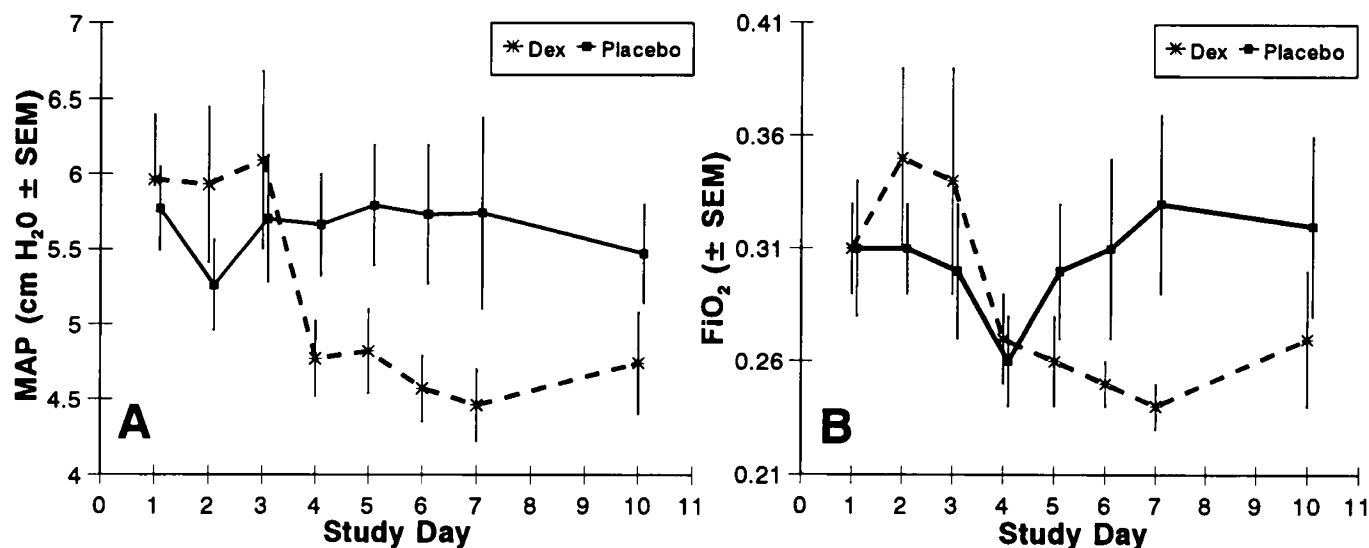 7
6.5
6
5.5
5
4.5
4
MAP (cm H₂0 ± SEM)
Dex Placebo
A
0 1 2 3 4 5 6 7 8 9 10 11
Study Day
0.41
0.36
0.31
0.26
0.21
FiO₂ (± SEM)
Dex Placebo
B
0 1 2 3 4 5 6 7 8 9 10 11
Study Day